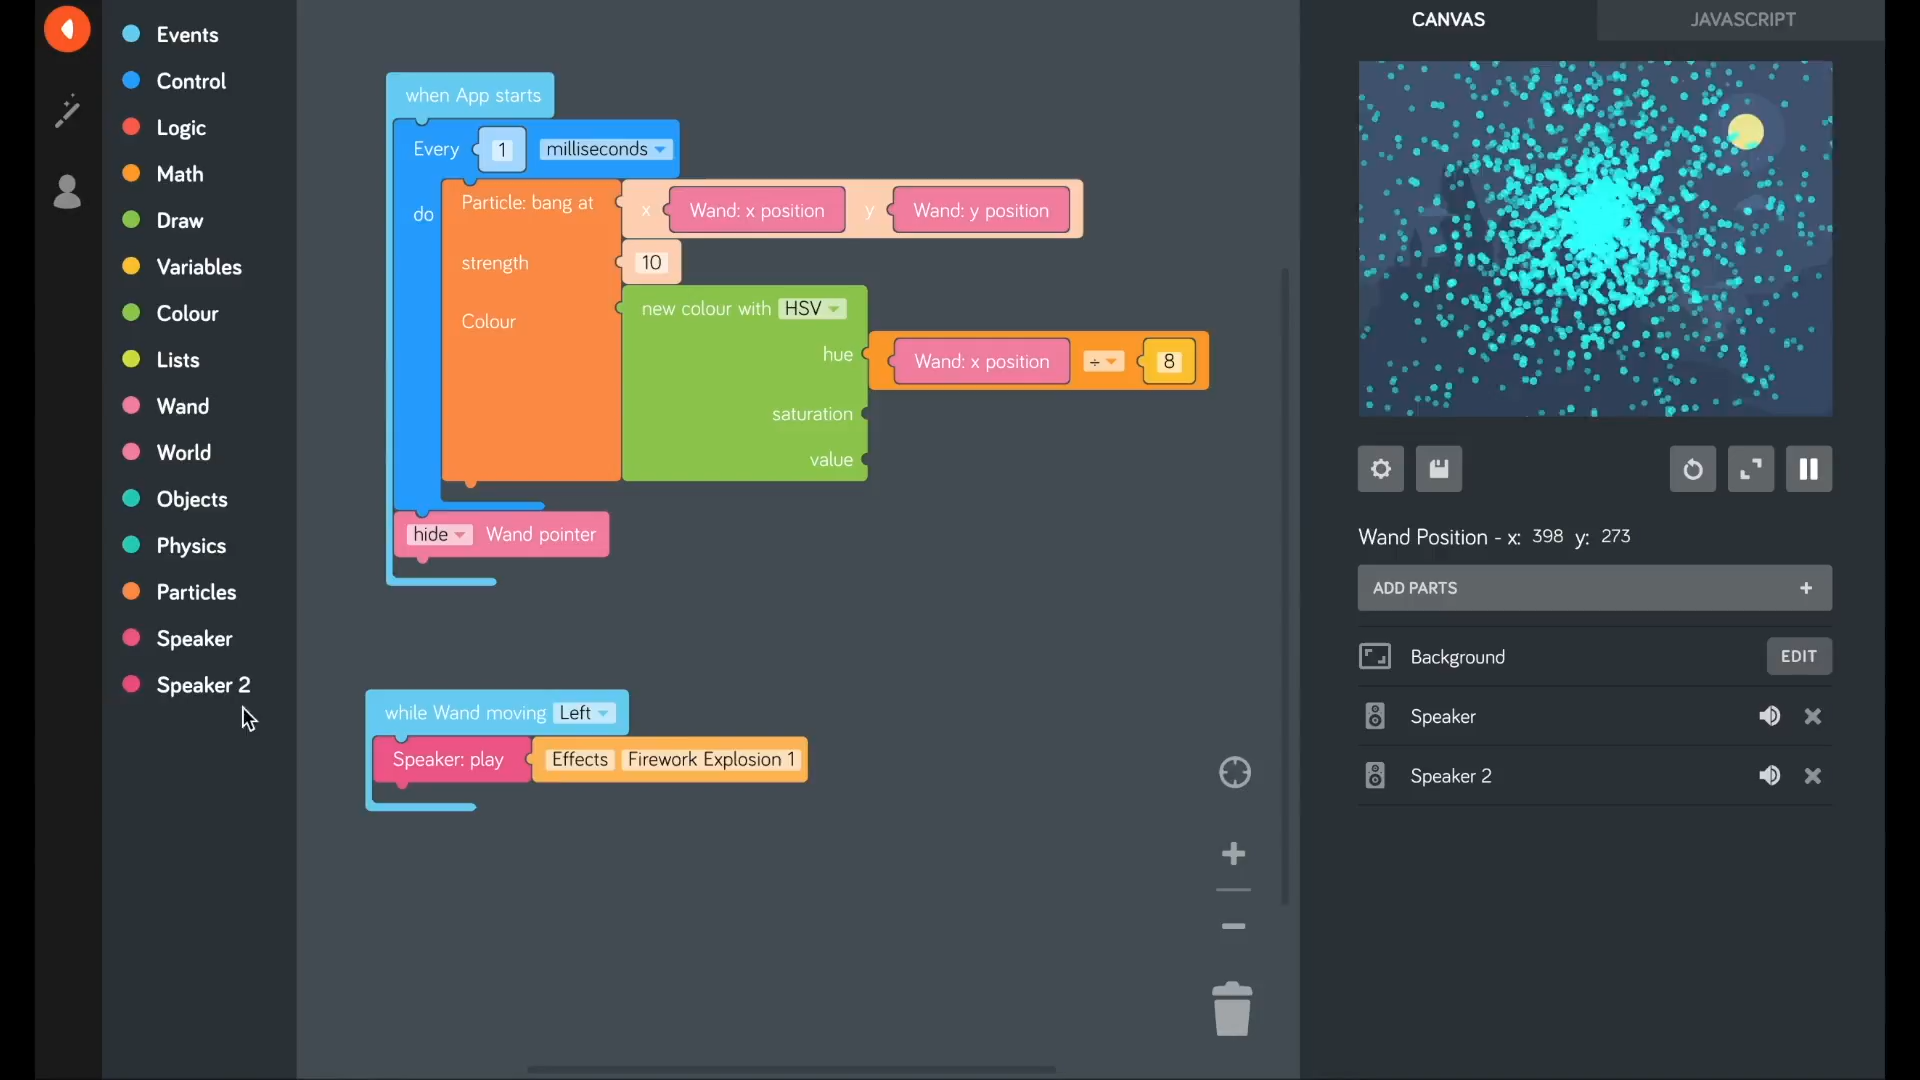 Events
Control
Logic
Math
Draw
Variables
Colour
Lists
Wand
World
Objects
Physics
Particles
Speaker
Speaker 2
when App starts
Every 1 milliseconds
do
Particle: bang at x Wand: x position y Wand: y position
strength 10
Colour new colour with HSV
hue Wand: x position ÷ 8
saturation
value
hide Wand pointer
while Wand moving Left
Speaker: play Effects Firework Explosion 1
CANVAS JAVASCRIPT
Wand Position - x: 398 y: 273
ADD PARTS +
Background EDIT
Speaker
Speaker 2